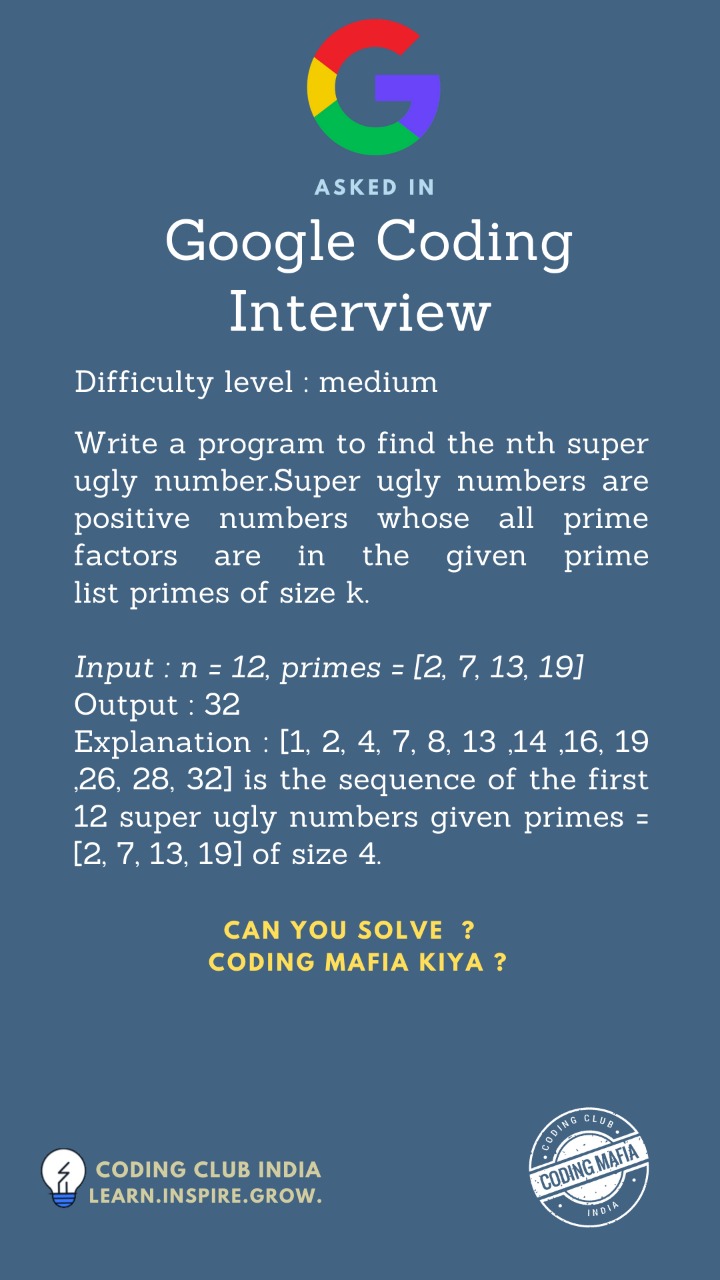 ASKED IN
Google Coding
Interview
Difficulty level : medium
Write a program to find the nth super
ugly number.Super ugly numbers are
positive numbers whose all prime
factors are in the given prime
list primes of size k.
Input : n = 12, primes = [2, 7, 13, 19]
Output : 32
Explanation : [1, 2, 4, 7, 8, 13 ,14 ,16, 19
,26, 28, 32] is the sequence of the first
12 super ugly numbers given primes =
[2, 7, 13, 19] of size 4.
CAN YOU SOLVE ?
CODING MAFIA KIYA ?
CODING CLUB INDIA
LEARN.INSPIRE.GROW.
CODING CLUB
CODING MAFIA
INDIA